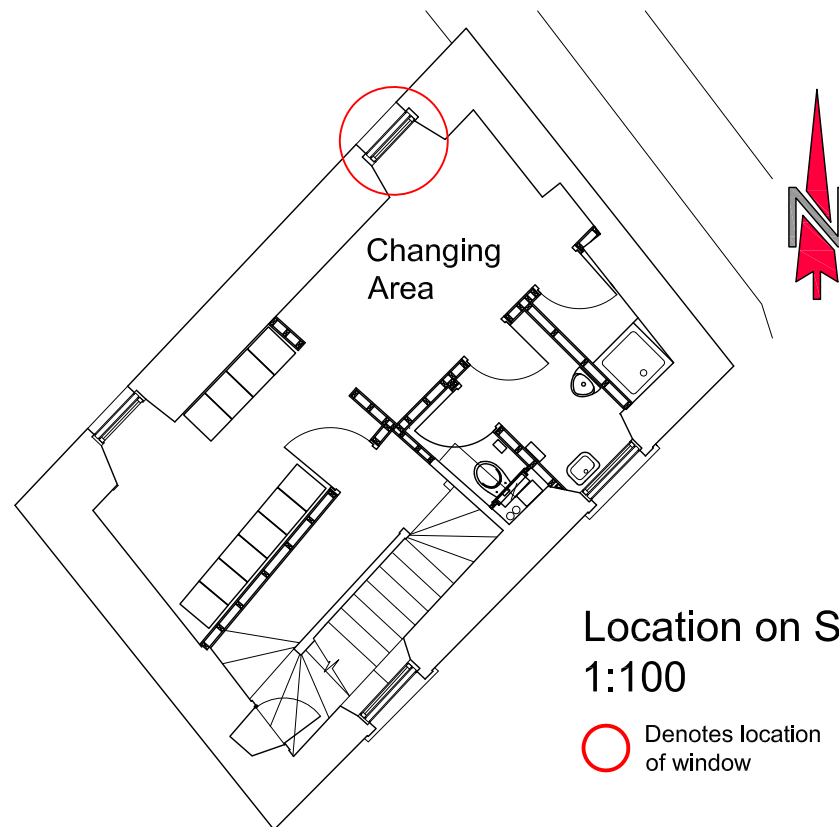 Changing
Area
N
Location on S
1:100
Denotes location
of window